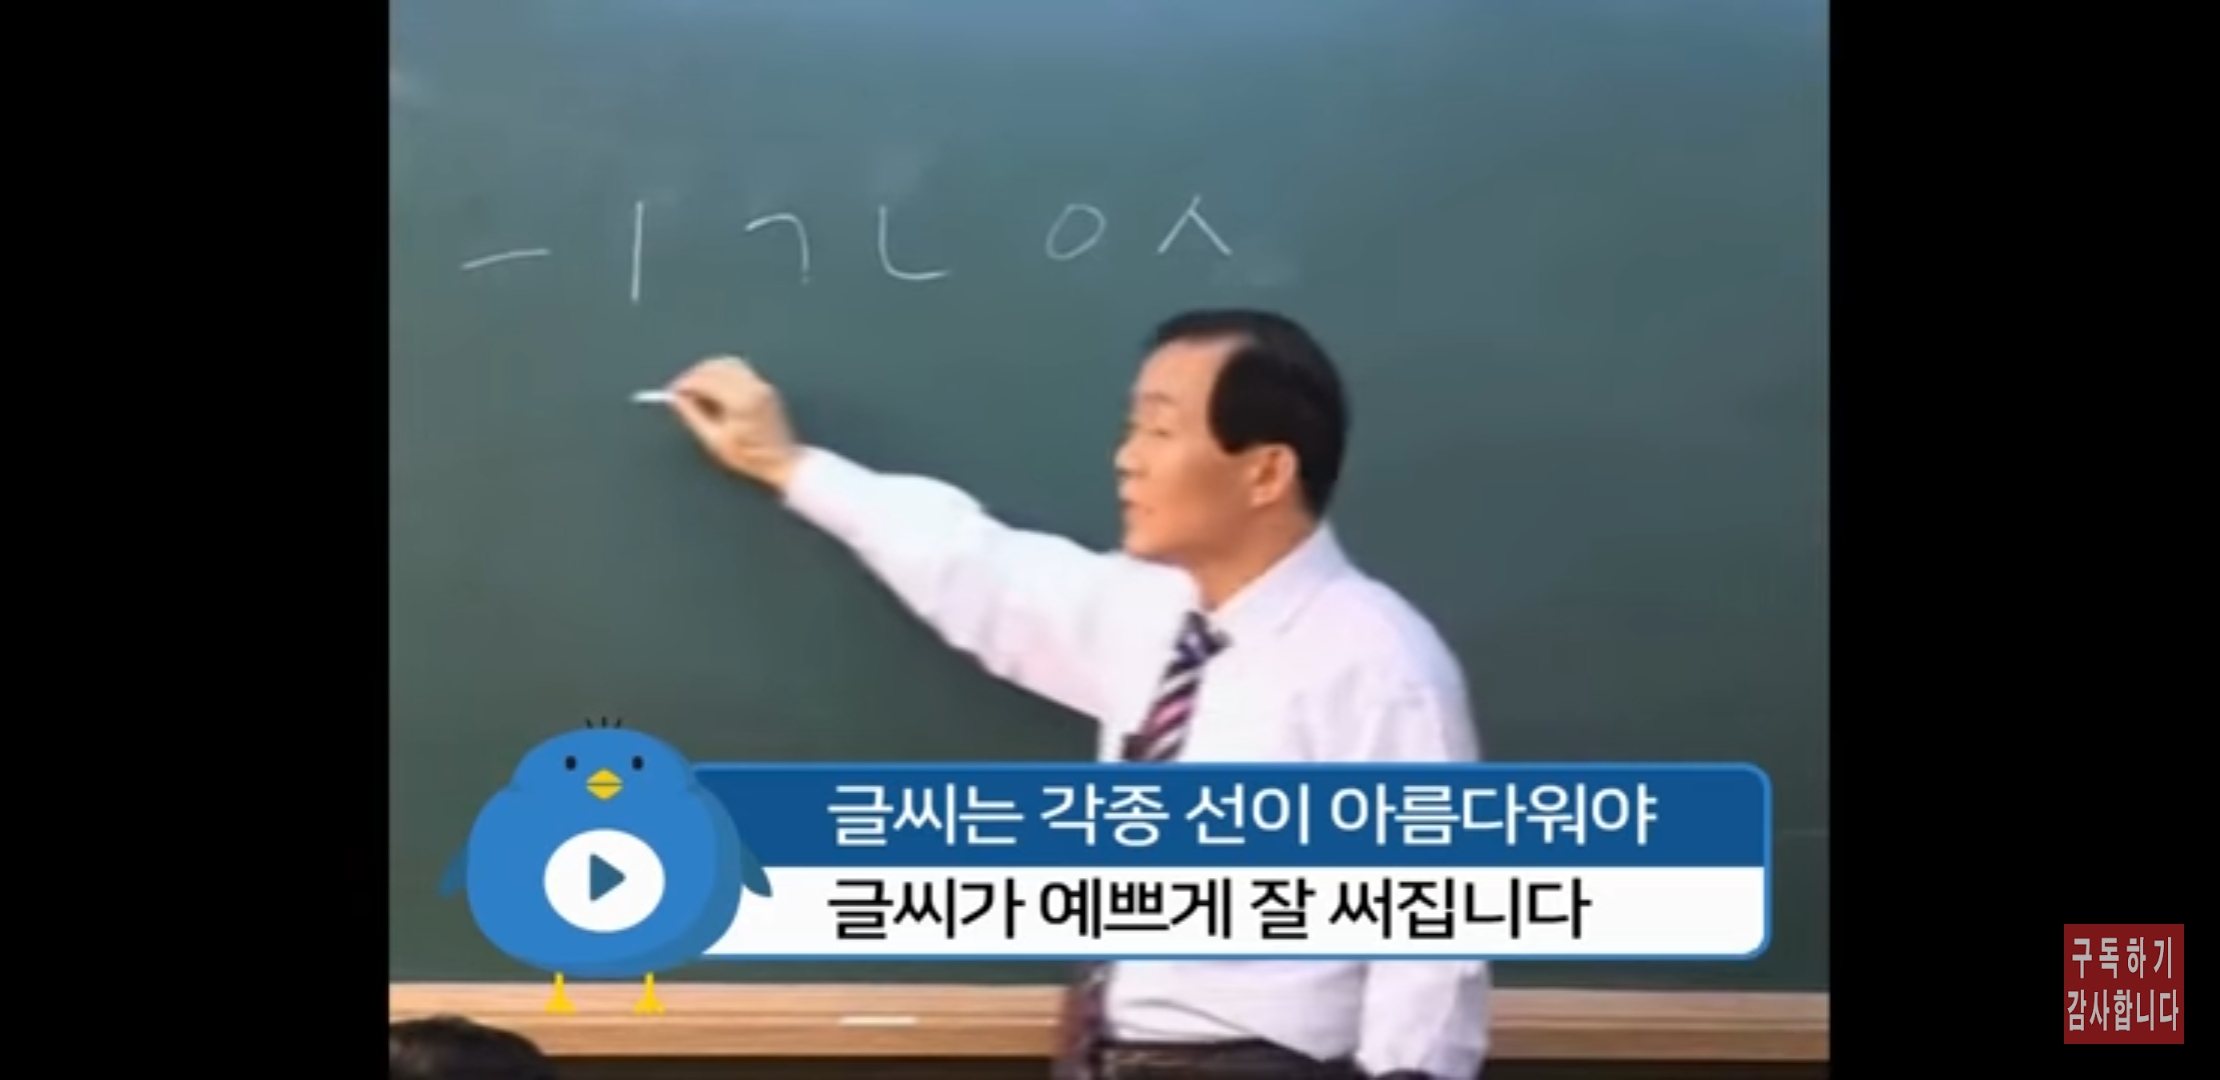 ㅡ ㅣ ㄱ ㄴ ㅇ ㅅ
글씨는 각종 선이 아름다워야
글씨가 예쁘게 잘 써집니다
구독하기
감사합니다